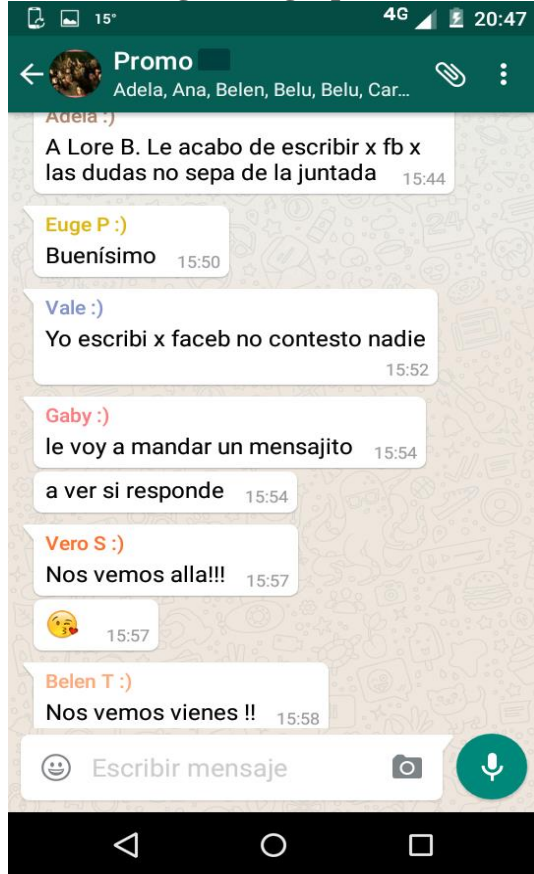 15°
4G
20:47
Promo
Adela, Ana, Belen, Belu, Belu, Car...
Adela :)
A Lore B. Le acabo de escribir x fb x
las dudas no sepa de la juntada 15:44
Euge P :)
Buenísimo 15:50
Vale :)
Yo escribi x faceb no contesto nadie
15:52
Gaby :)
le voy a mandar un mensajito 15:54
a ver si responde 15:54
Vero S :)
Nos vemos alla!!! 15:57
😘 15:57
Belen T :)
Nos vemos vienes !! 15:58
Escribir mensaje